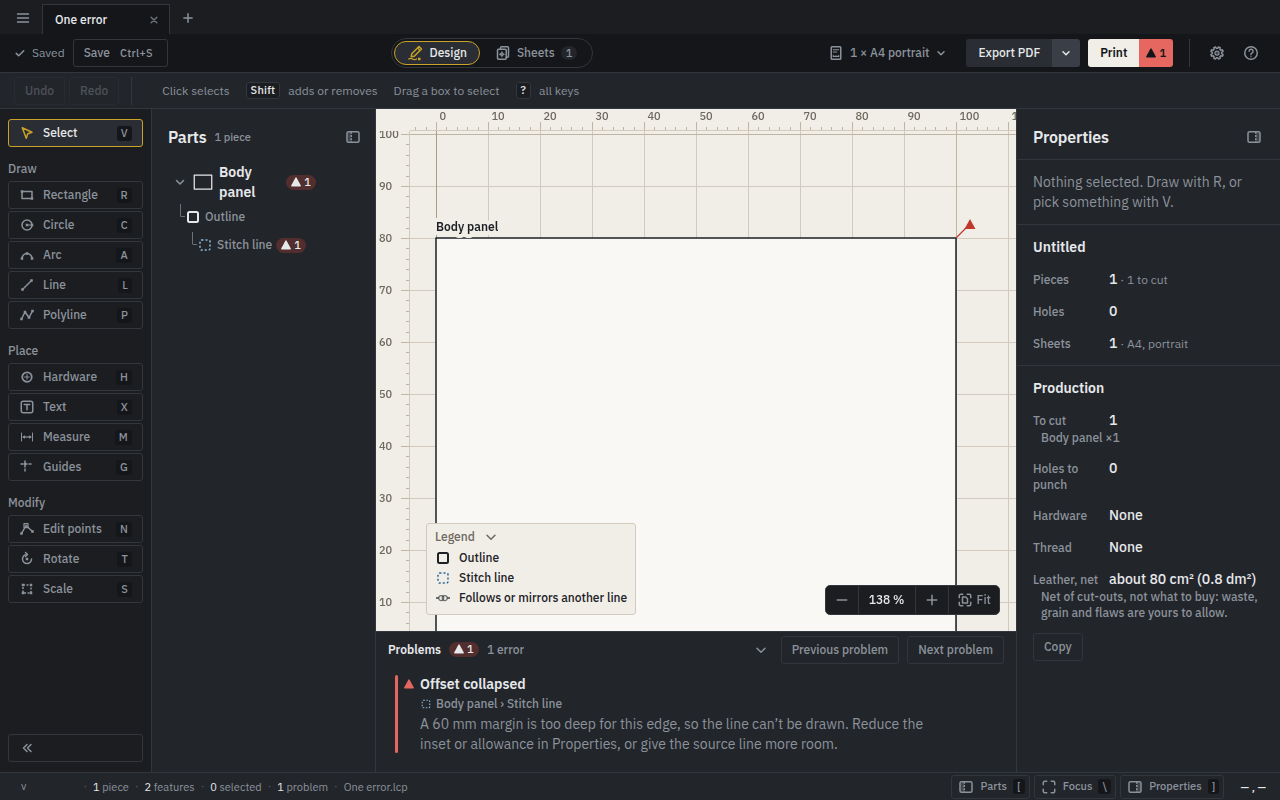 One error
Saved
Save Ctrl+S
Design
Sheets 1
1 × A4 portrait
Export PDF
Print 1
Undo
Redo
Click selects Shift adds or removes Drag a box to select ? all keys
Select V
Draw
Rectangle R
Circle C
Arc A
Line L
Polyline P
Place
Hardware H
Text X
Measure M
Guides G
Modify
Edit points N
Rotate T
Scale S
Parts 1 piece
Body panel 1
Outline
Stitch line 1
0 10 20 30 40 50 60 70 80 90 100
100
90
80
70
60
50
40
30
20
10
Body panel
Legend
Outline
Stitch line
Follows or mirrors another line
138 %
Fit
Problems 1 1 error
Previous problem
Next problem
Offset collapsed
Body panel › Stitch line
A 60 mm margin is too deep for this edge, so the line can’t be drawn. Reduce the
inset or allowance in Properties, or give the source line more room.
Properties
Nothing selected. Draw with R, or
pick something with V.
Untitled
Pieces 1 · 1 to cut
Holes 0
Sheets 1 · A4, portrait
Production
To cut 1
Body panel ×1
Holes to punch 0
Hardware None
Thread None
Leather, net about 80 cm² (0.8 dm²)
Net of cut-outs, not what to buy: waste,
grain and flaws are yours to allow.
Copy
v · 1 piece · 2 features · 0 selected · 1 problem · One error.lcp
Parts [
Focus \
Properties ]
–,–